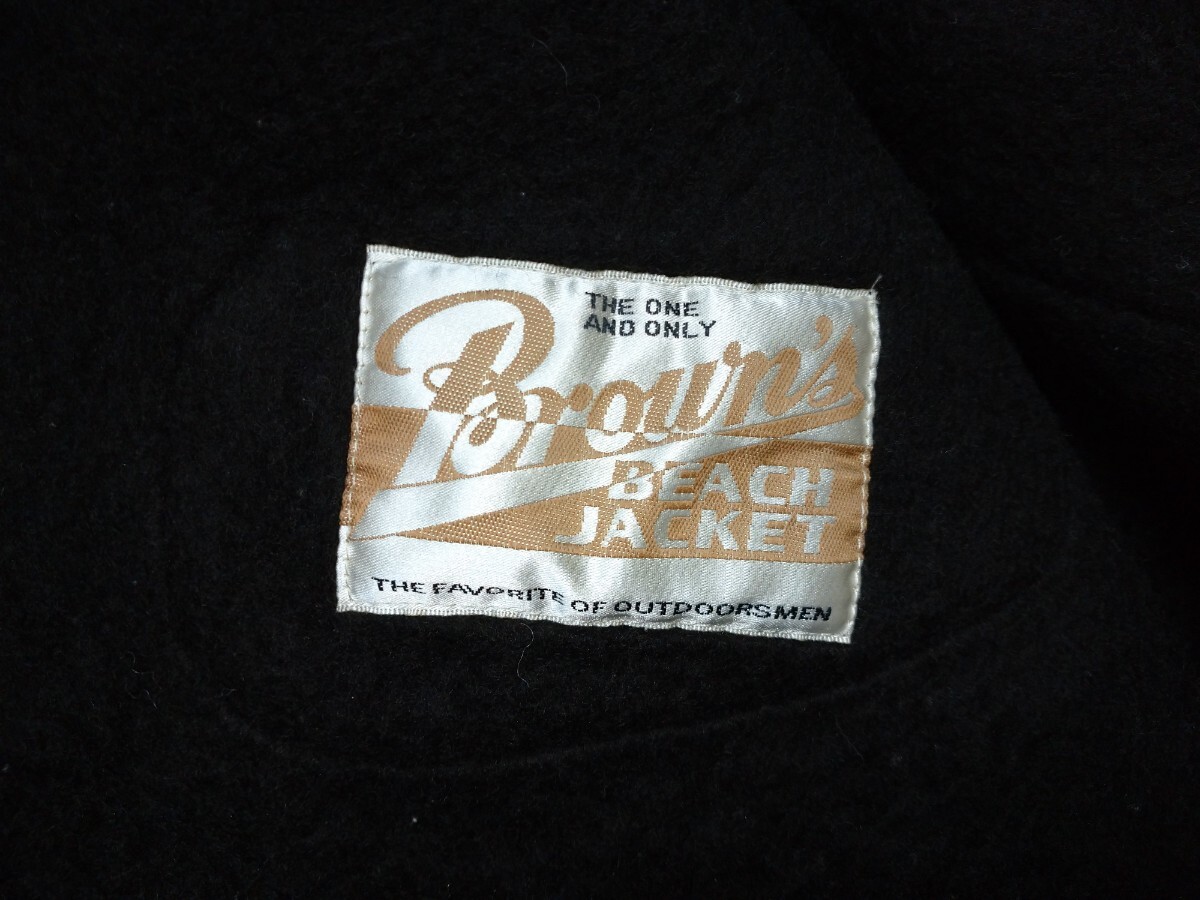 THE ONE
AND ONLY
Brown's
BEACH
JACKET
THE FAVORITE OF OUTDOORSMEN